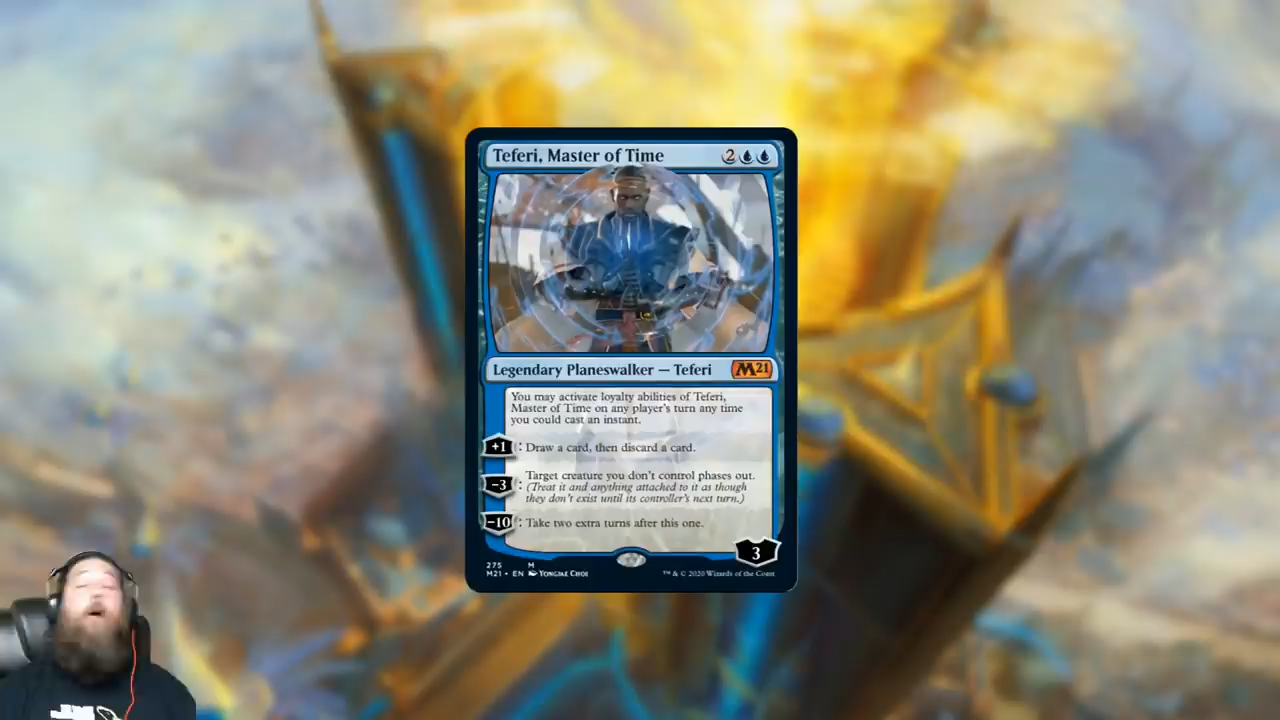 Teferi, Master of Time 2
Legendary Planeswalker — Teferi M21
You may activate loyalty abilities of Teferi,
Master of Time on any player's turn any time
you could cast an instant.
+1: Draw a card, then discard a card.
Target creature you don't control phases out.
−3: (Treat it and anything attached to it as though
they don't exist until its controller's next turn.)
−10: Take two extra turns after this one.
3
275 M
M21 • EN Yongjae Choi ™ & © 2020 Wizards of the Coast